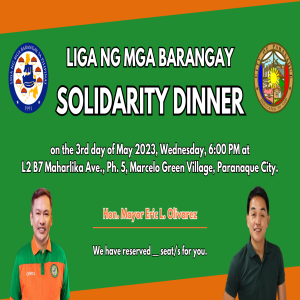 LIGA NG MGA BARANGAY
SOLIDARITY DINNER
on the 3rd day of May 2023, Wednesday, 6:00 PM at
L2 B7 Maharlika Ave., Ph. 5, Marcelo Green Village, Paranaque City.
Hon. Mayor Eric L. Olivarez
We have reserved __ seat/s for you.